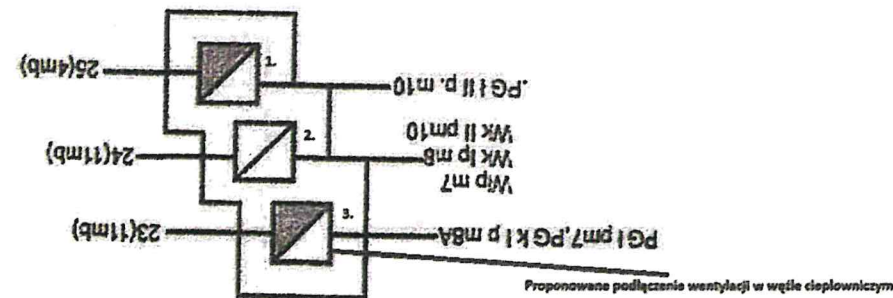 25(4mb)
1.
.PG I II p. m10
24(11mb)
2.
Wk II pm10
Wk Ip m8
WIp m7
23(11mb)
3.
PG I pm7,PG k I p m8A
Proponowane podłączenie wentylacji w węźle ciepłowniczym